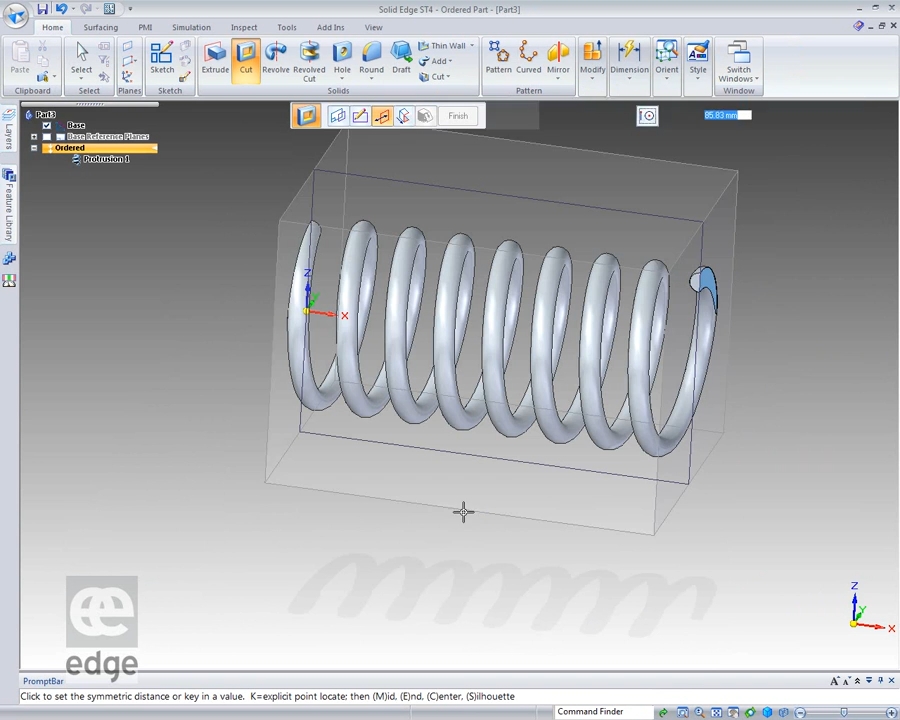 Solid Edge ST4 - Ordered Part - [Part3]
Home Surfacing PMI Simulation Inspect Tools Add Ins View
Paste Select Sketch Extrude Cut Revolve Revolved Cut Hole Round Draft Thin Wall Add Cut Pattern Curved Mirror Modify Dimension Orient Style Switch Windows
Clipboard Select Planes Sketch Solids Pattern Window
Finish
85.83 mm
Part3
Base
Base Reference Planes
Ordered
Protrusion 1
Layers
Feature Library
Z
Y
X
Z
Y
X
edge
PromptBar
Click to set the symmetric distance or key in a value. K=explicit point locate; then (M)id, (E)nd, (C)enter, (S)ilhouette
Command Finder